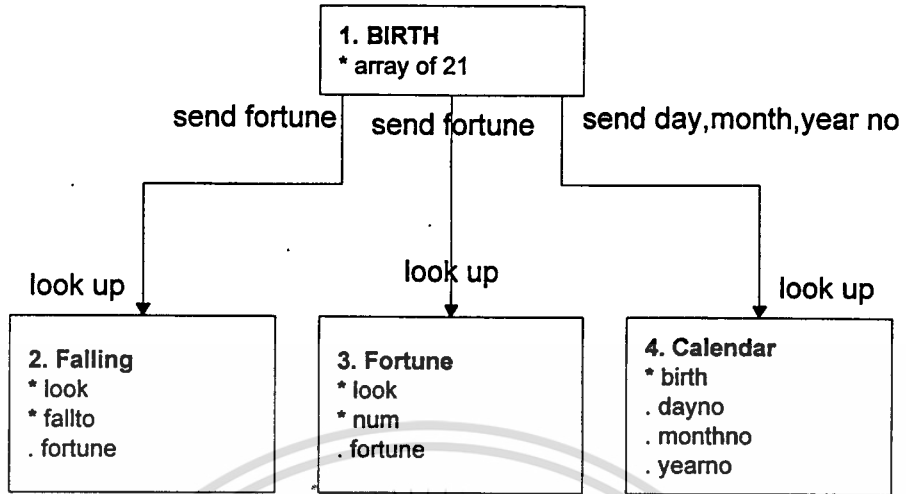 1. BIRTH
* array of 21
send fortune
send fortune
send day,month,year no
look up
look up
look up
2. Falling
* look
* fallto
. fortune
3. Fortune
* look
* num
. fortune
4. Calendar
* birth
. dayno
. monthno
. yearno